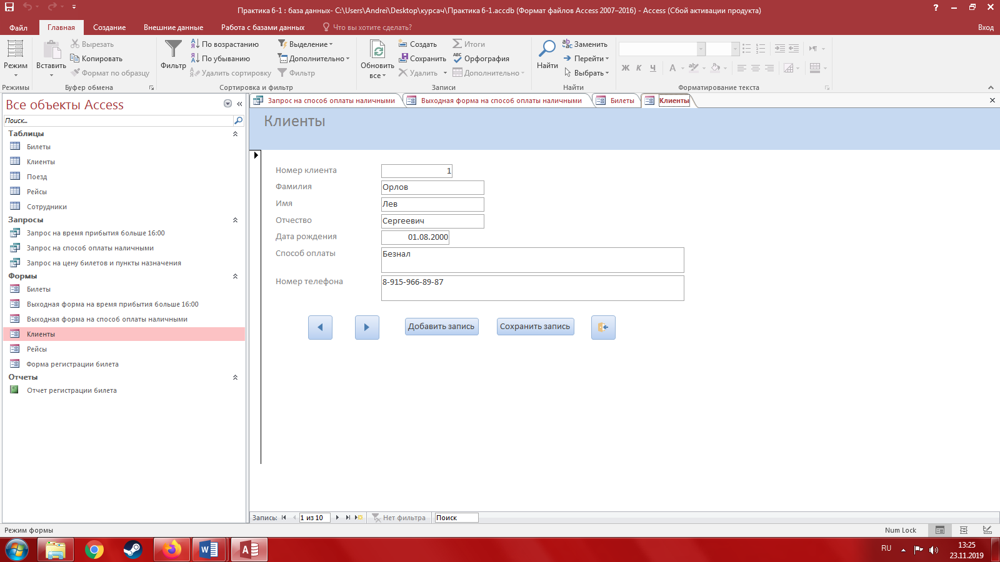 Практика 6-1 : база данных- C:\Users\Andrei\Desktop\курсач\Практика 6-1.accdb (Формат файлов Access 2007–2016) - Access (Сбой активации продукта)
Файл Главная Создание Внешние данные Работа с базами данных Что вы хотите сделать? Вход
Режим
Режимы
Вставить
Вырезать
Копировать
Формат по образцу
Буфер обмена
Фильтр
По возрастанию
По убыванию
Удалить сортировку
Выделение
Дополнительно
Фильтр
Сортировка и фильтр
Обновить
все
Создать
Сохранить
Удалить
Итоги
Орфография
Дополнительно
Записи
Найти
Заменить
Перейти
Выбрать
Найти
Ж К Ч А
Форматирование текста
Все объекты Access
Поиск...
Таблицы
Билеты
Клиенты
Поезд
Рейсы
Сотрудники
Запросы
Запрос на время прибытия больше 16:00
Запрос на способ оплаты наличными
Запрос на цену билетов и пункты назначения
Формы
Билеты
Выходная форма на время прибытия больше 16:00
Выходная форма на способ оплаты наличными
Клиенты
Рейсы
Форма регистрации билета
Отчеты
Отчет регистрации билета
Запрос на способ оплаты наличными Выходная форма на способ оплаты наличными Билеты Клиенты
Клиенты
Номер клиента 1
Фамилия Орлов
Имя Лев
Отчество Сергеевич
Дата рождения 01.08.2000
Способ оплаты Безнал
Номер телефона 8-915-966-89-87
Добавить запись Сохранить запись
Запись: 1 из 10 Нет фильтра Поиск
Режим формы Num Lock
RU 13:25
23.11.2019